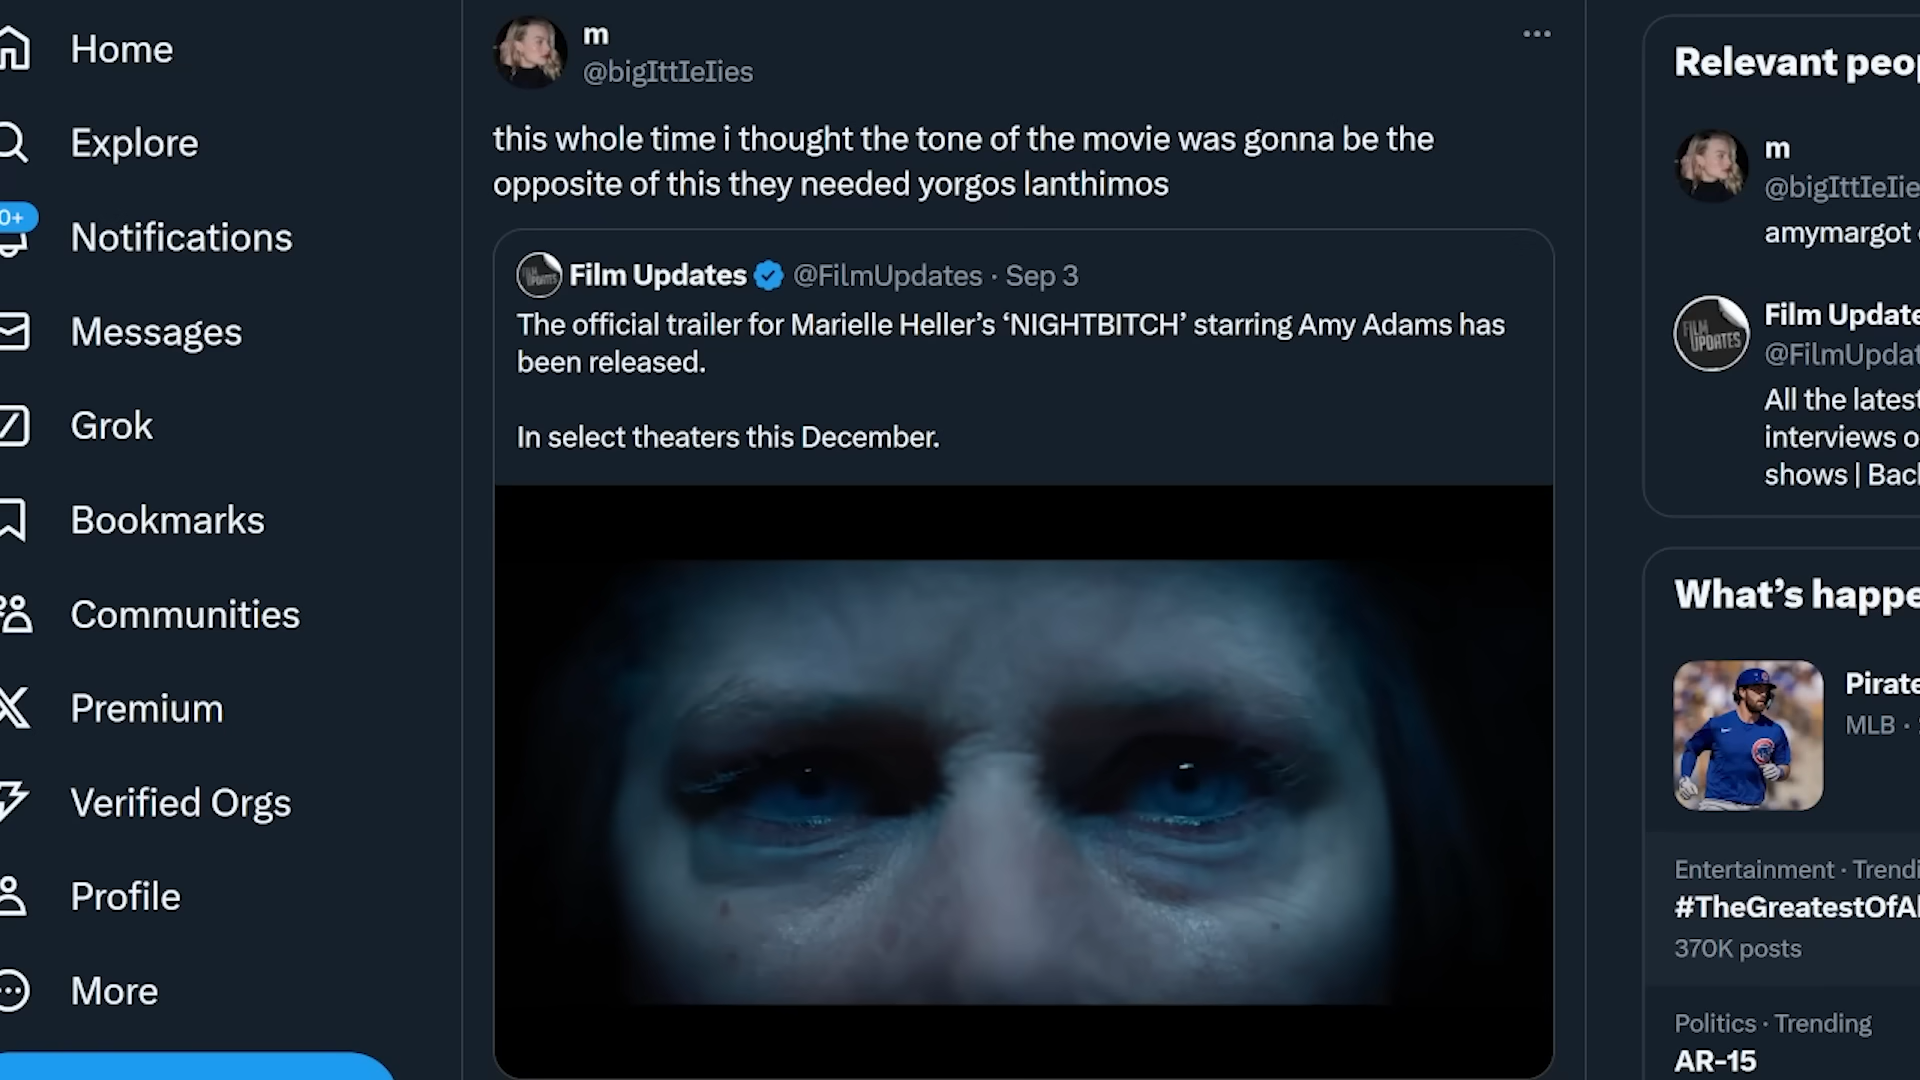 Home
Explore
0+
Notifications
Messages
Grok
Bookmarks
Communities
Premium
Verified Orgs
Profile
More
m
@bigIttIeIies
this whole time i thought the tone of the movie was gonna be the
opposite of this they needed yorgos lanthimos
Film Updates @FilmUpdates · Sep 3
The official trailer for Marielle Heller’s ‘NIGHTBITCH’ starring Amy Adams has
been released.
In select theaters this December.
Relevant peop
m
@bigIttIeIie
amymargot
FILM
UPDATES
Film Update
@FilmUpdat
All the latest
interviews o
shows | Bac
What’s happe
Pirate
MLB ·
Entertainment · Trendi
#TheGreatestOfAl
370K posts
Politics · Trending
AR-15